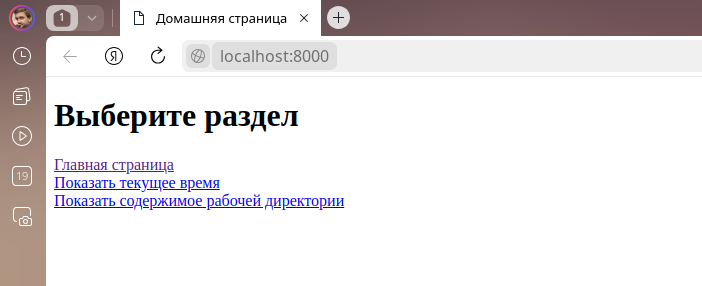 1
Домашняя страница
Я
localhost:8000
19
Выберите раздел
Главная страница
Показать текущее время
Показать содержимое рабочей директории